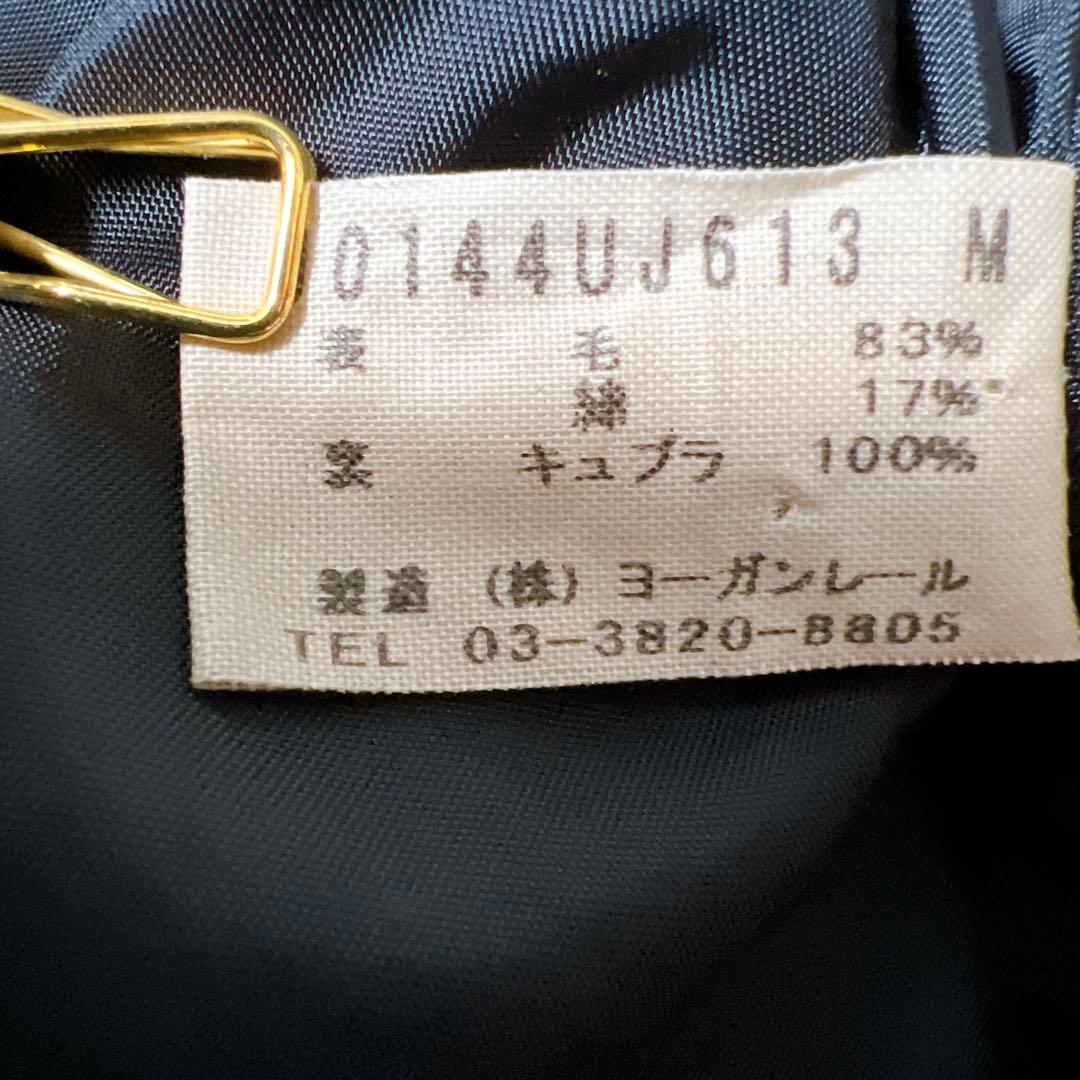 0144UJ613 M
表 毛 83%
絲 17%
裏 キュプラ 100%
製造 (株) ヨーガンレール
TEL 03-3820-8805